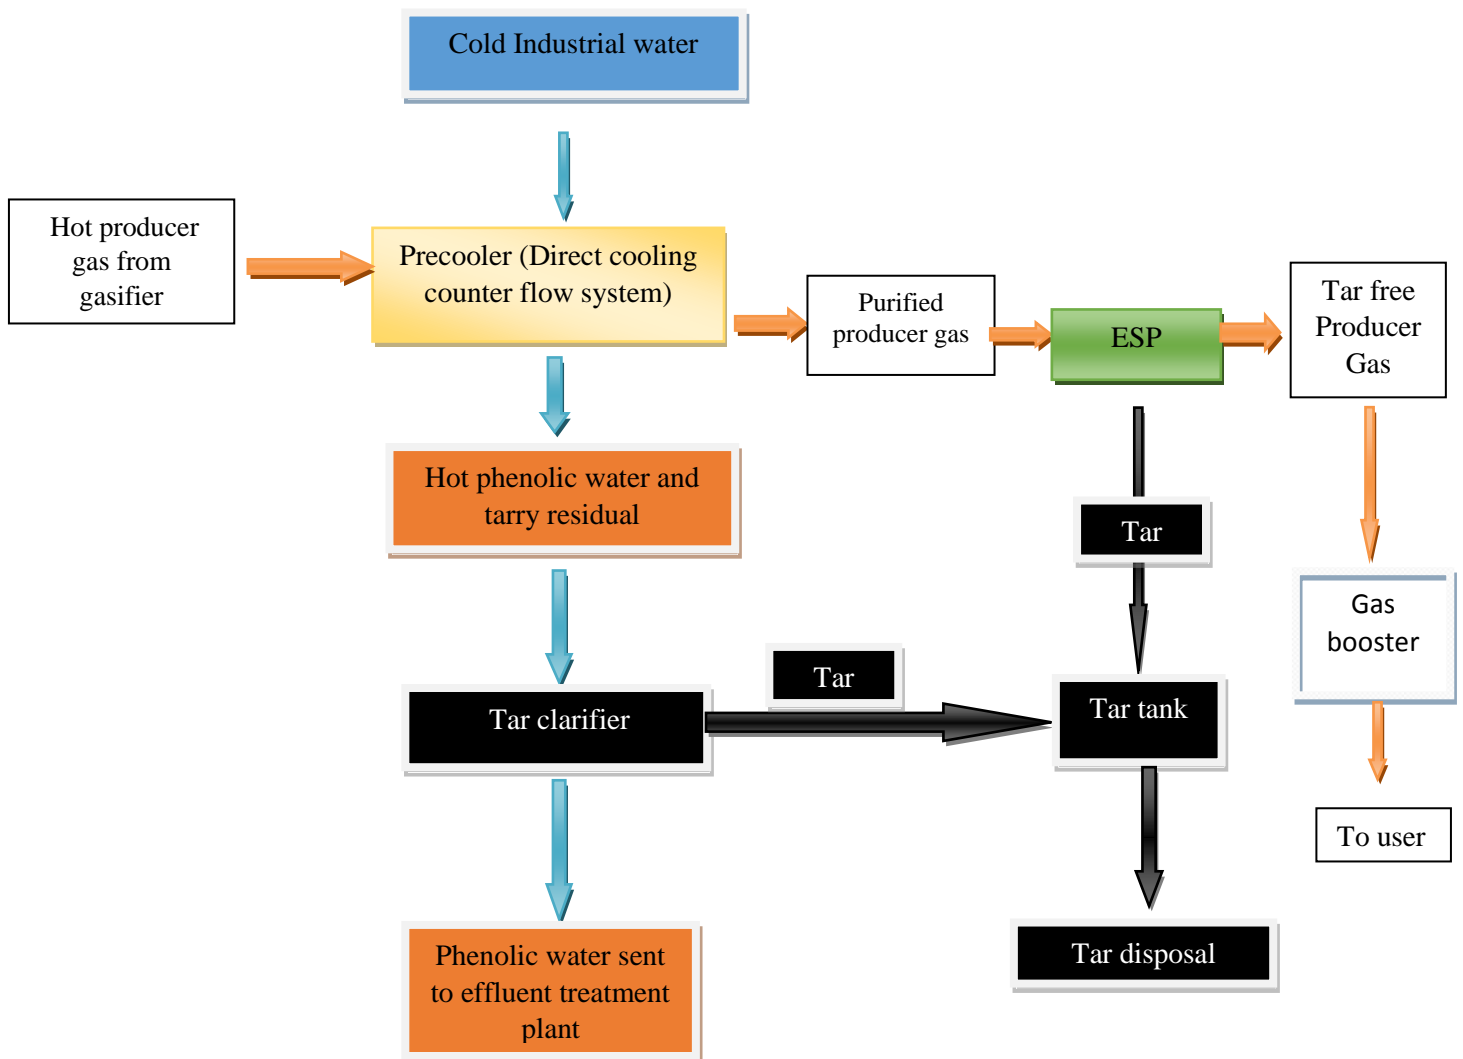 Cold Industrial water
Hot producer
gas from
gasifier
Precooler (Direct cooling
counter flow system)
Purified
producer gas
ESP
Tar free
Producer
Gas
Hot phenolic water and
tarry residual
Tar
Gas
booster
Tar
Tar clarifier
Tar tank
To user
Phenolic water sent
to effluent treatment
plant
Tar disposal